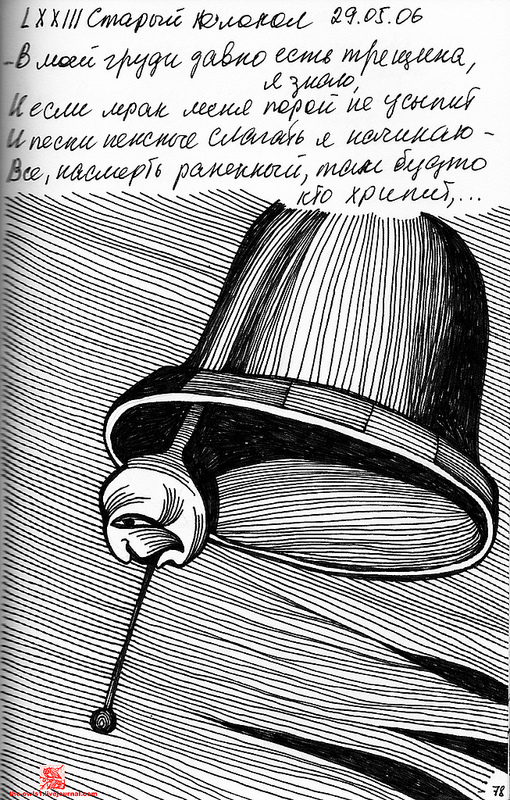 LXXIII Старый колокол 29.05.06
-В моей груди давно есть трещина,
я знаю,
И если мрак меня порой не усыпит
И песни пенсные слагать я начинаю -
Все, насмерть раненный, там будто
кто хрипит,...
78